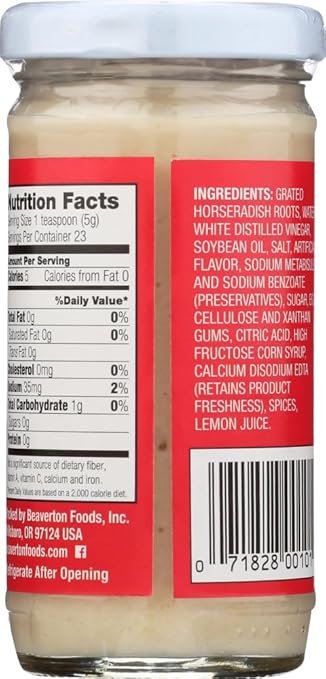 Nutrition Facts
Serving Size 1 teaspoon (5g)
Servings Per Container 23
Amount Per Serving
Calories 5 Calories from Fat 0
%Daily Value*
Total Fat 0g 0%
Saturated Fat 0g 0%
Trans Fat 0g
Cholesterol 0mg 0%
Sodium 35mg 2%
Total Carbohydrate 1g 0%
Sugars 0g
Protein 0g
a significant source of dietary fiber,
vitamin A, vitamin C, calcium and iron.
Percent Daily Values are based on a 2,000 calorie diet.
Packed by Beaverton Foods, Inc.
Hillsboro, OR 97124 USA
beavertonfoods.com f
Refrigerate After Opening
INGREDIENTS: GRATED
HORSERADISH ROOTS, WATER,
WHITE DISTILLED VINEGAR,
SOYBEAN OIL, SALT, ARTIFICIAL
FLAVOR, SODIUM METABISULFITE
AND SODIUM BENZOATE
(PRESERVATIVES), SUGAR,
CELLULOSE AND XANTHAN
GUMS, CITRIC ACID, HIGH
FRUCTOSE CORN SYRUP,
CALCIUM DISODIUM EDTA
(RETAINS PRODUCT
FRESHNESS), SPICES,
LEMON JUICE.
0 71828 0010